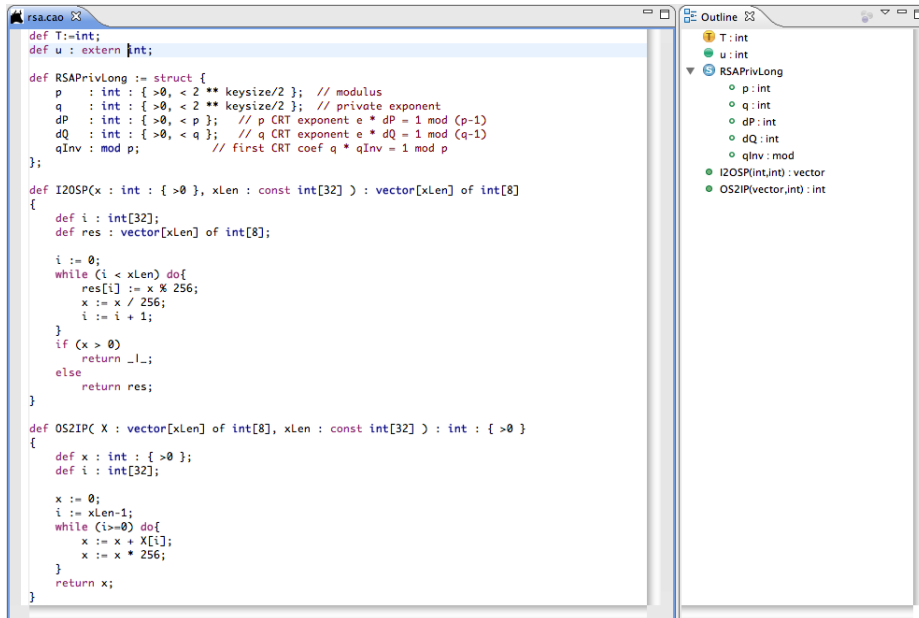 rsa.cao
def T:=int;
def u : extern int;
def RSAPrivLong := struct {
p : int : { >0, < 2 ** keysize/2 }; // modulus
q : int : { >0, < 2 ** keysize/2 }; // private exponent
dP : int : { >0, < p }; // p CRT exponent e * dP = 1 mod (p-1)
dQ : int : { >0, < q }; // q CRT exponent e * dQ = 1 mod (q-1)
qInv : mod p; // first CRT coef q * qInv = 1 mod p
};
def I2OSP(x : int : { >0 }, xLen : const int[32] ) : vector[xLen] of int[8]
{
def i : int[32];
def res : vector[xLen] of int[8];
i := 0;
while (i < xLen) do{
res[i] := x % 256;
x := x / 256;
i := i + 1;
}
if (x > 0)
return _|_;
else
return res;
}
def OS2IP( X : vector[xLen] of int[8], xLen : const int[32] ) : int : { >0 }
{
def x : int : { >0 };
def i : int[32];
x := 0;
i := xLen-1;
while (i>=0) do{
x := x + X[i];
x := x * 256;
}
return x;
}
Outline
T T : int
u : int
S RSAPrivLong
p : int
q : int
dP : int
dQ : int
qInv : mod
I2OSP(int,int) : vector
OS2IP(vector,int) : int